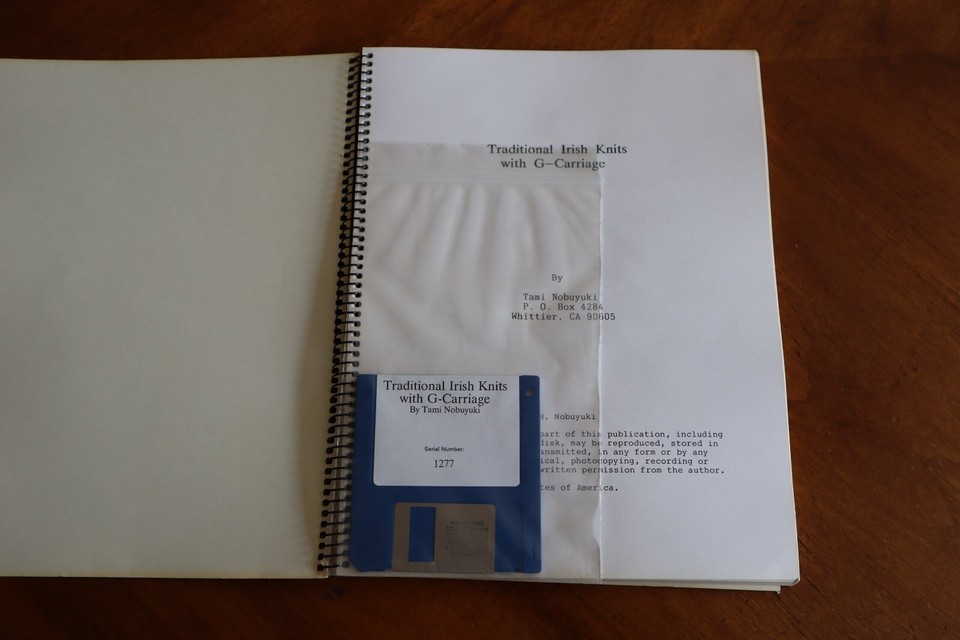 Traditional Irish Knits
with G-Carriage
By
Tami Nobuyuki
P. O. Box 4284
Whittier. CA 90605
H. Nobuyuki
part of this publication, including
disk, may be reproduced, stored in
ansmitted, in any form or by any
ical, photocopying, recording or
written permission from the author.
tes of America.
Traditional Irish Knits
with G-Carriage
By Tami Nobuyuki
Serial Number:
1277